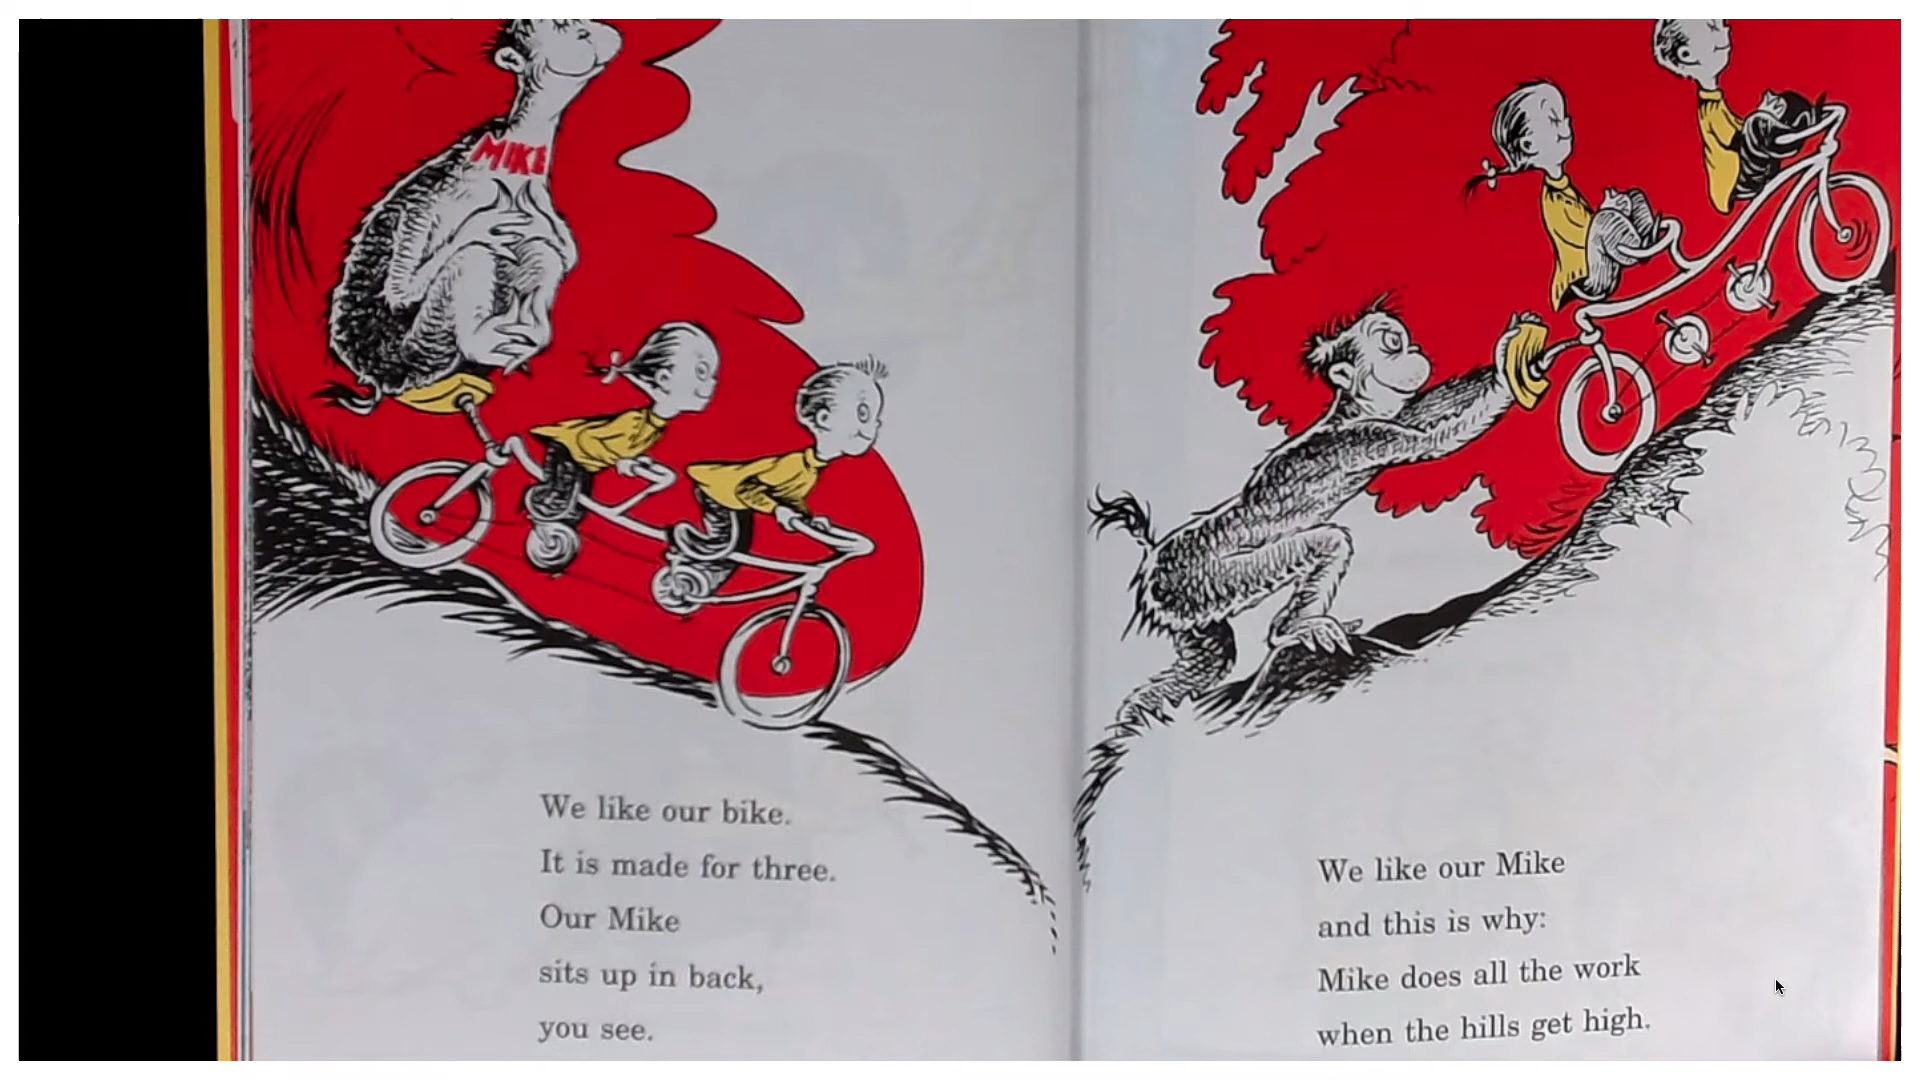 MIKE
We like our bike.
It is made for three.
Our Mike
sits up in back,
you see.
We like our Mike
and this is why:
Mike does all the work
when the hills get high.